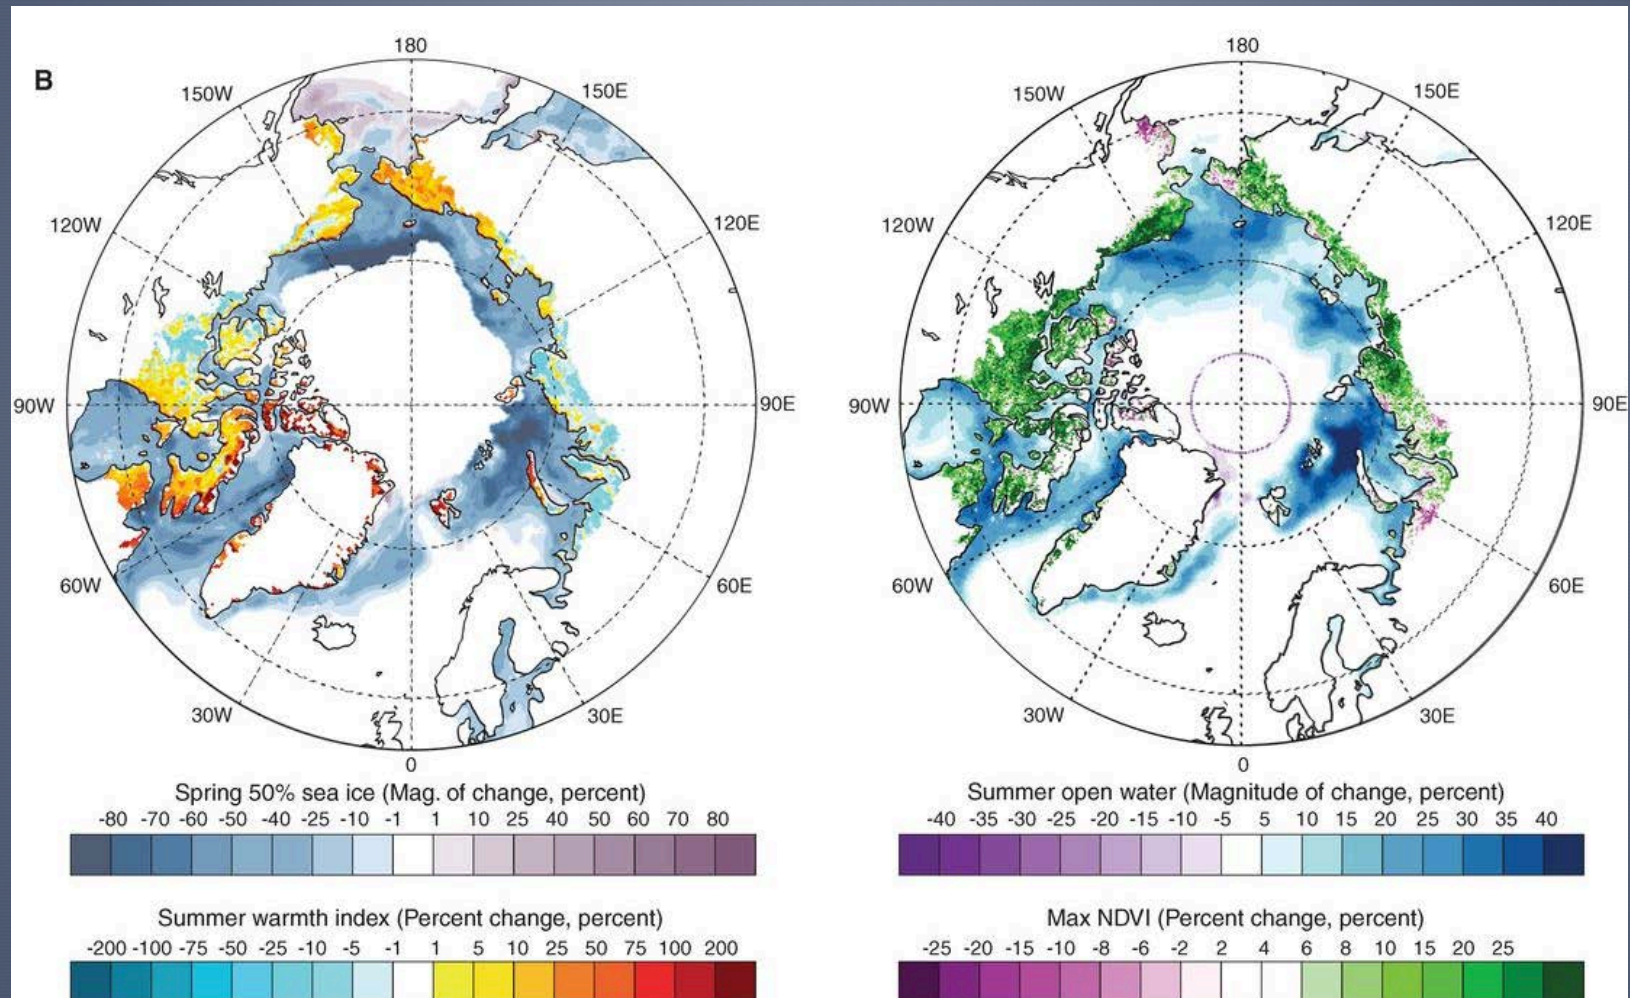 B
180
150W
150E
120W
120E
90W
90E
60W
60E
30W
30E
0
Spring 50% sea ice (Mag. of change, percent)
-80 -70 -60 -50 -40 -25 -10 -1 1 10 25 40 50 60 70 80
Summer warmth index (Percent change, percent)
-200 -100 -75 -50 -25 -10 -5 -1 1 5 10 25 50 75 100 200
180
150W
150E
120W
120E
90W
90E
60W
60E
30W
30E
0
Summer open water (Magnitude of change, percent)
-40 -35 -30 -25 -20 -15 -10 -5 5 10 15 20 25 30 35 40
Max NDVI (Percent change, percent)
-25 -20 -15 -10 -8 -6 -2 2 4 6 8 10 15 20 25